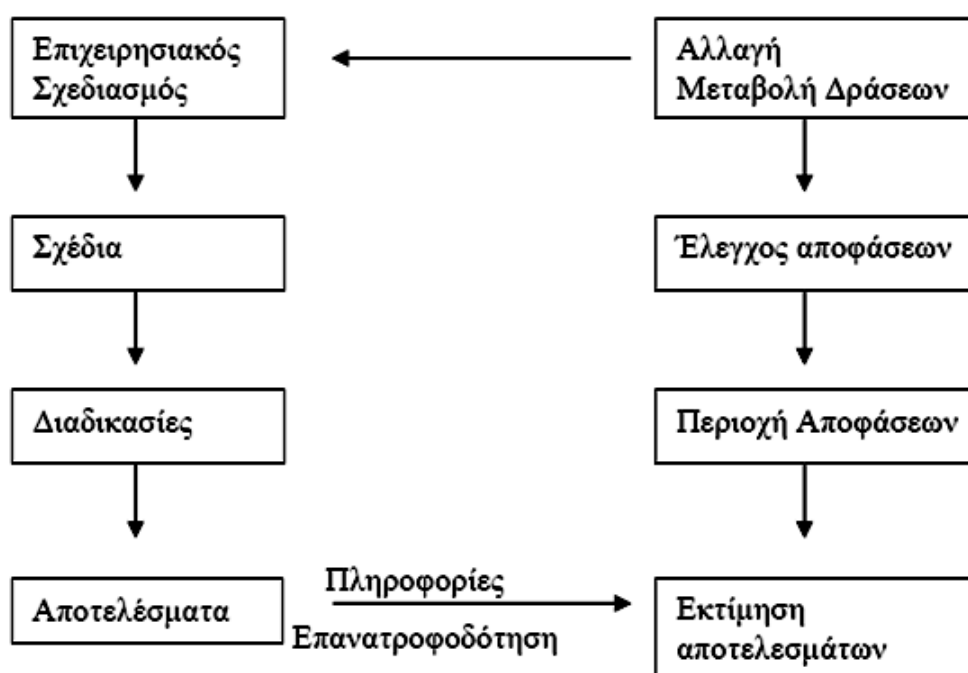 Επιχειρησιακός
Σχεδιασμός
Αλλαγή
Μεταβολή Δράσεων
Σχέδια
Έλεγχος αποφάσεων
Διαδικασίες
Περιοχή Αποφάσεων
Αποτελέσματα
Πληροφορίες
Επανατροφοδότηση
Εκτίμηση
αποτελεσμάτων